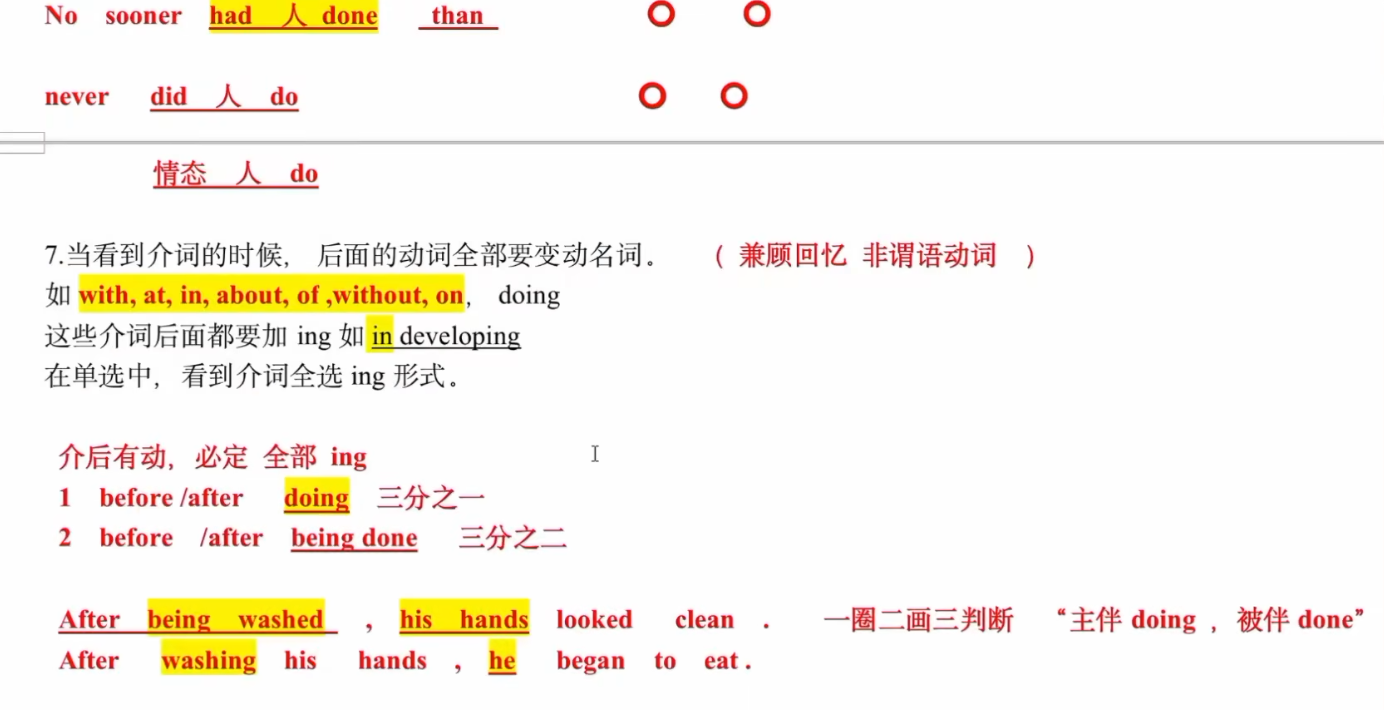 No sooner had 人 done than
never did 人 do
情态 人 do
7.当看到介词的时候, 后面的动词全部要变动名词。 ( 兼顾回忆 非谓语动词 )
如 with, at, in, about, of ,without, on, doing
这些介词后面都要加 ing 如 in developing
在单选中, 看到介词全选 ing 形式。
介后有动, 必定 全部 ing
1 before /after doing 三分之一
2 before /after being done 三分之二
After being washed , his hands looked clean . 一圈二画三判断 “主伴 doing , 被伴 done”
After washing his hands , he began to eat .